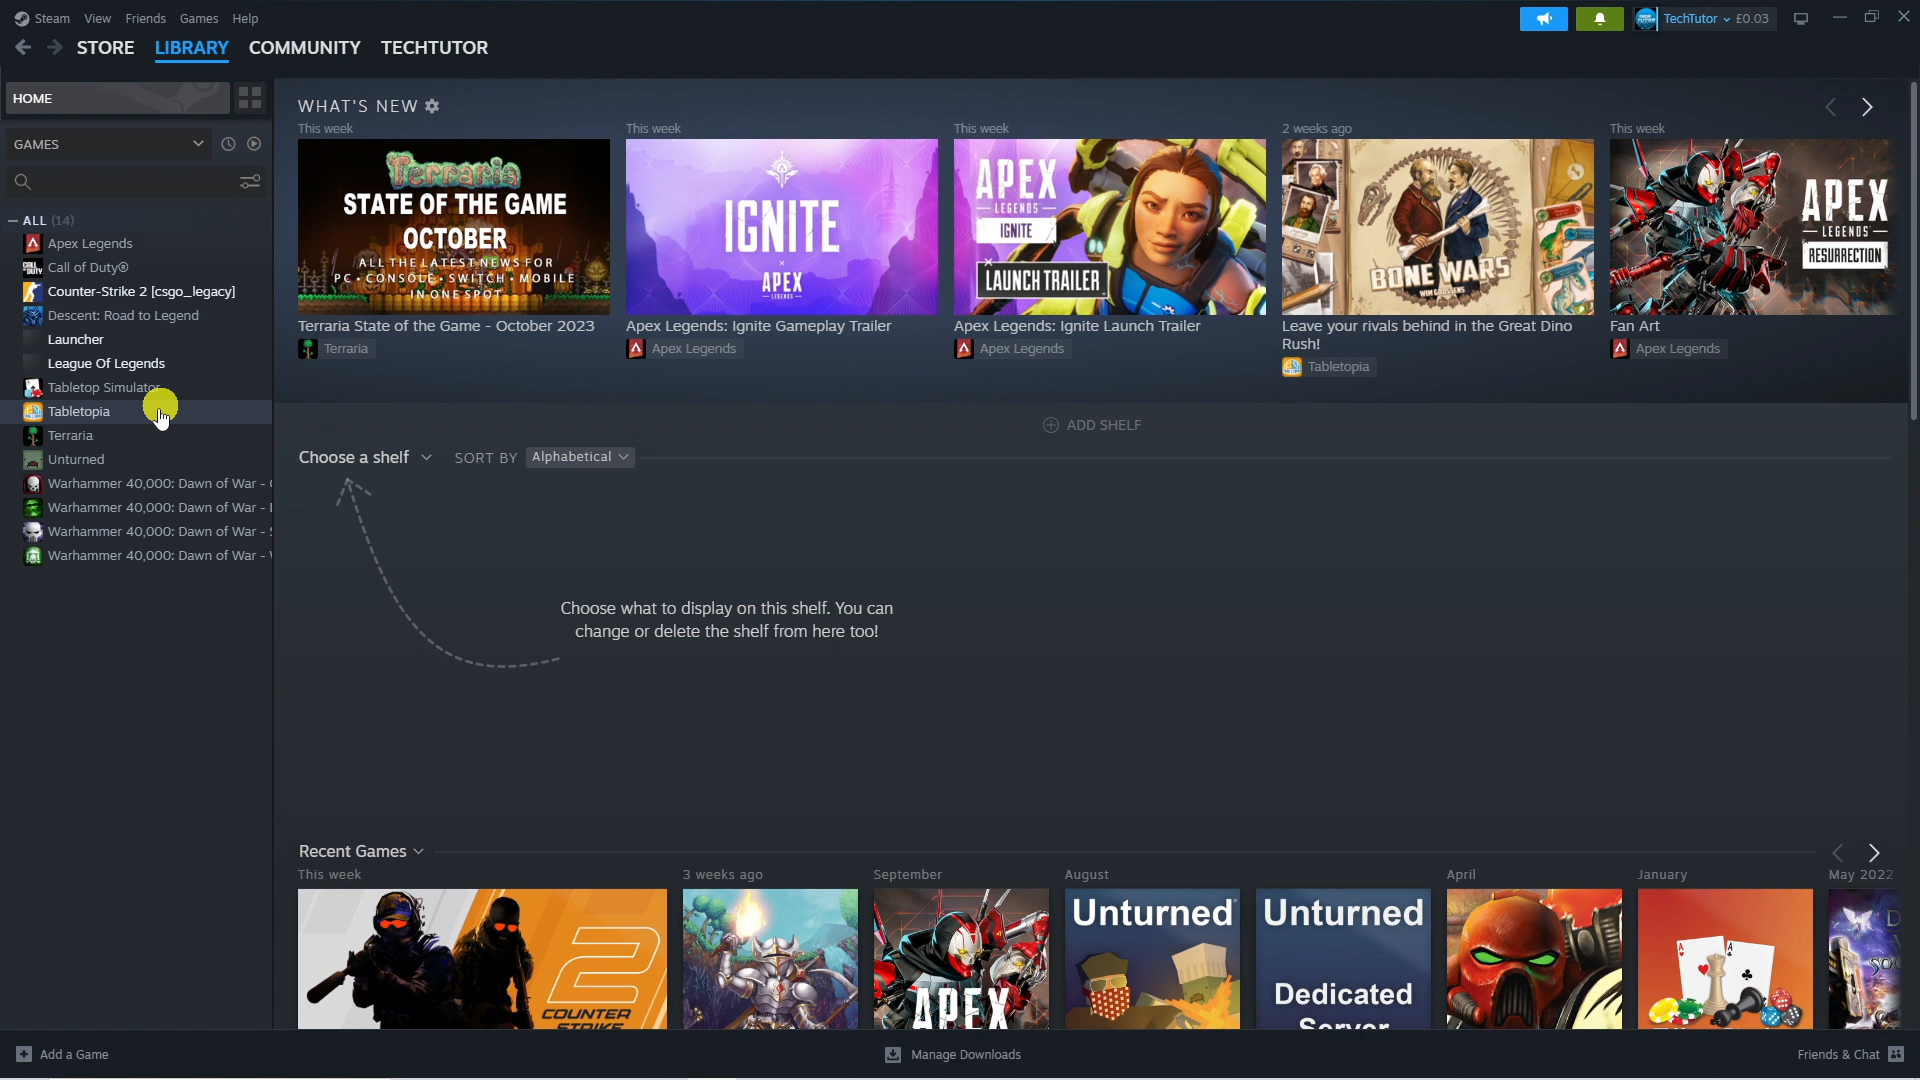 Steam View Friends Games Help
TechTutor £0.03
STORE LIBRARY COMMUNITY TECHTUTOR
HOME
GAMES
ALL (14)
Apex Legends
Call of Duty®
Counter-Strike 2 [csgo_legacy]
Descent: Road to Legend
Launcher
League Of Legends
Tabletop Simulator
Tabletopia
Terraria
Unturned
Warhammer 40,000: Dawn of War -
Warhammer 40,000: Dawn of War -
Warhammer 40,000: Dawn of War -
Warhammer 40,000: Dawn of War -
WHAT'S NEW
This week
Terraria
STATE OF THE GAME
OCTOBER
ALL THE LATEST NEWS FOR
PC • CONSOLE • SWITCH • MOBILE
IN ONE SPOT
Terraria State of the Game - October 2023
Terraria
This week
IGNITE
×
APEX
LEGENDS
Apex Legends: Ignite Gameplay Trailer
Apex Legends
This week
APEX
LEGENDS
IGNITE
×
LAUNCH TRAILER
Apex Legends: Ignite Launch Trailer
Apex Legends
2 weeks ago
BONE WARS
Leave your rivals behind in the Great Dino
Rush!
Tabletopia
This week
APEX
LEGENDS
RESURRECTION
Fan Art
Apex Legends
ADD SHELF
Choose a shelf SORT BY Alphabetical
Choose what to display on this shelf. You can
change or delete the shelf from here too!
Recent Games
This week
2
COUNTER
STRIKE
3 weeks ago
September
APEX
August
Unturned
Unturned
Dedicated
Server
April
January
May 2022
Add a Game
Manage Downloads
Friends & Chat